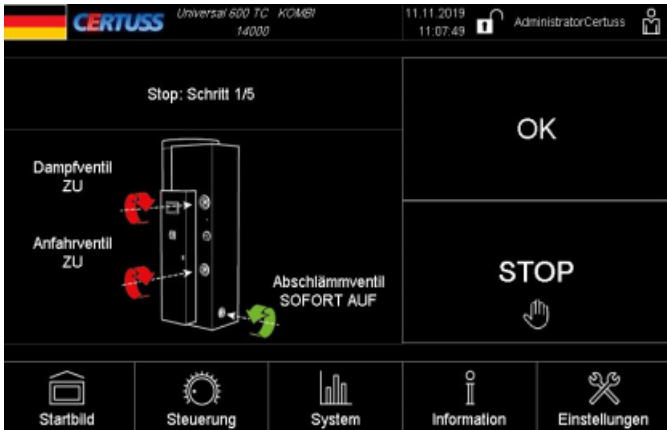 CERTUSS
Universal 600 TC KOMBI
14000
11.11.2019
11:07:49
AdministratorCertuss
Stop: Schritt 1/5
OK
Dampfventil
ZU
Anfahrventil
ZU
Abschlämmventil
SOFORT AUF
STOP
Startbild
Steuerung
System
Information
Einstellungen